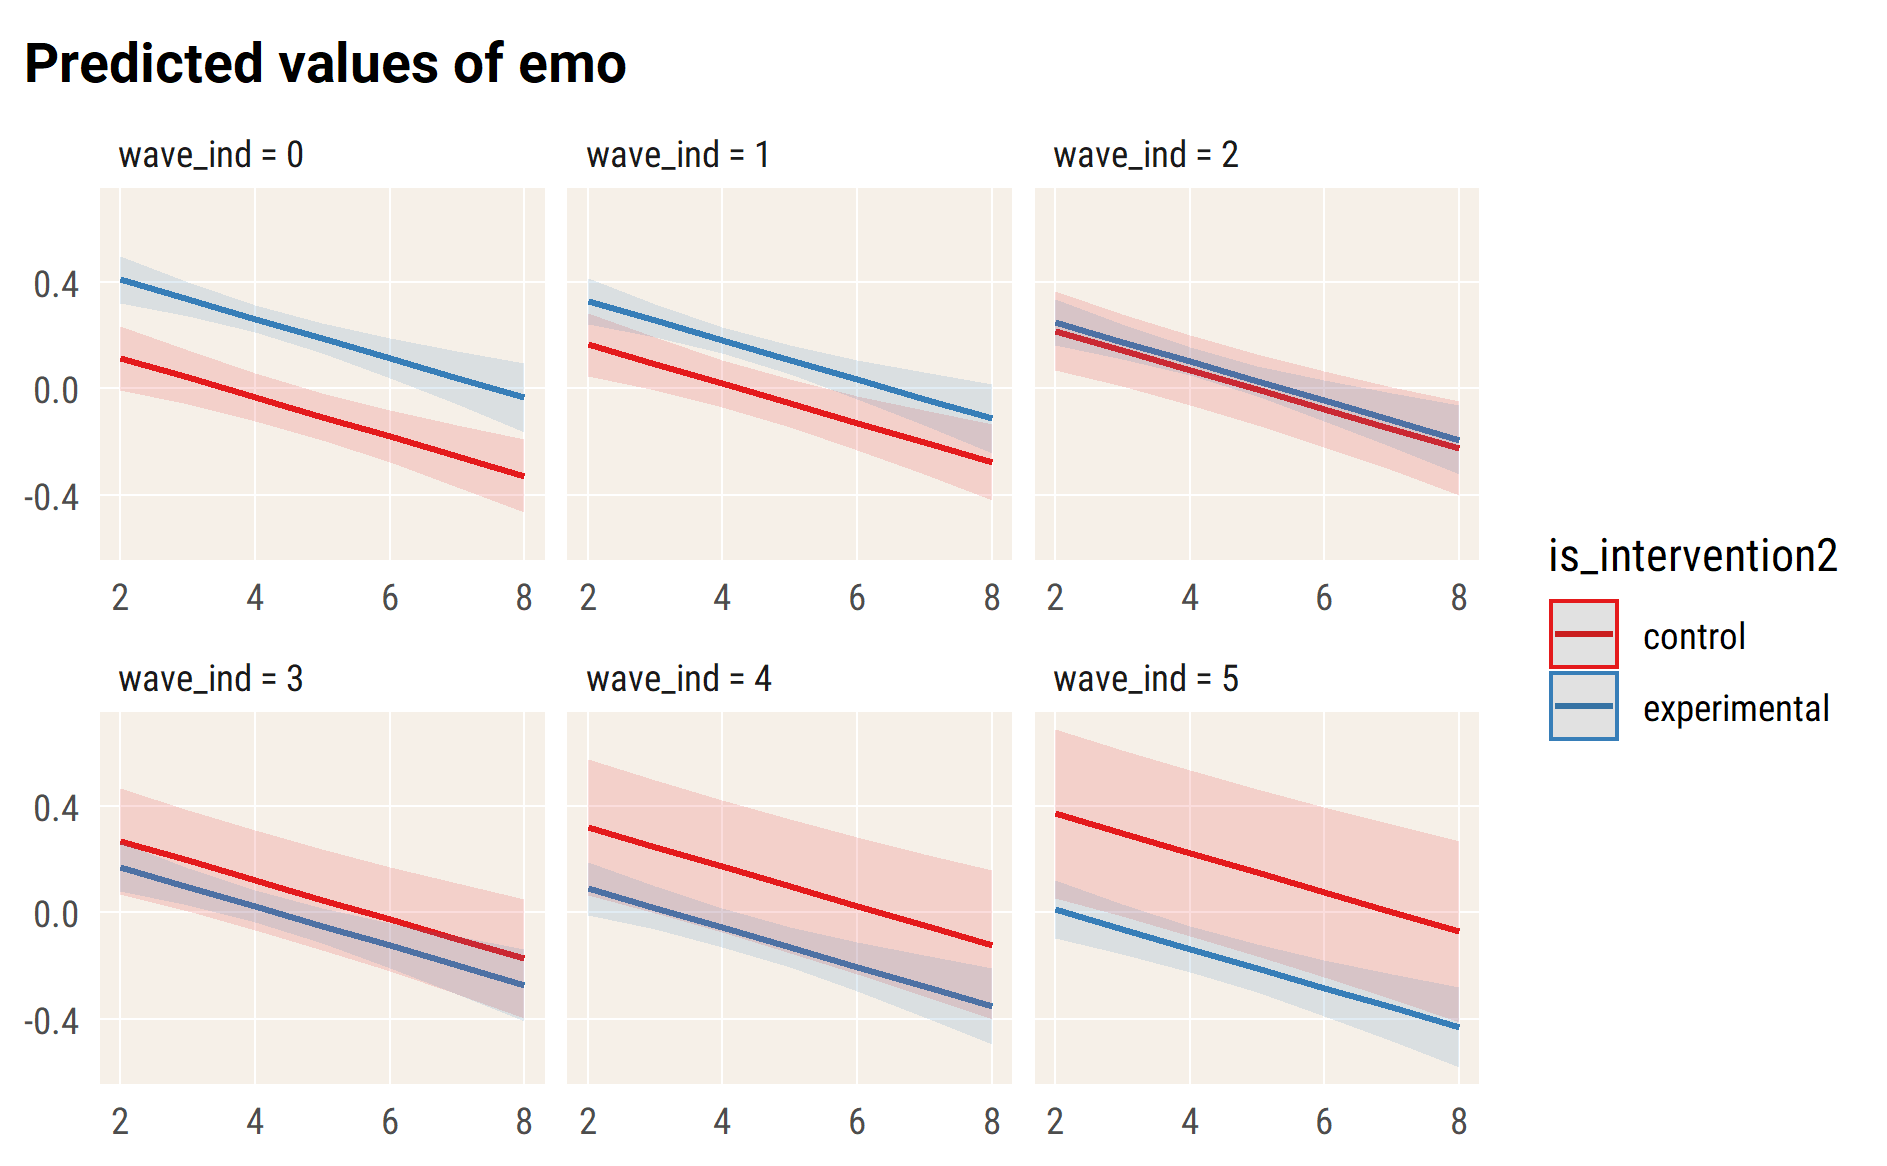 Predicted values of emo
wave_ind = 0
wave_ind = 1
wave_ind = 2
0.4
0.0
-0.4
2 4 6 8
2 4 6 8
2 4 6 8
wave_ind = 3
wave_ind = 4
wave_ind = 5
0.4
0.0
-0.4
2 4 6 8
2 4 6 8
2 4 6 8
is_intervention2
control
experimental